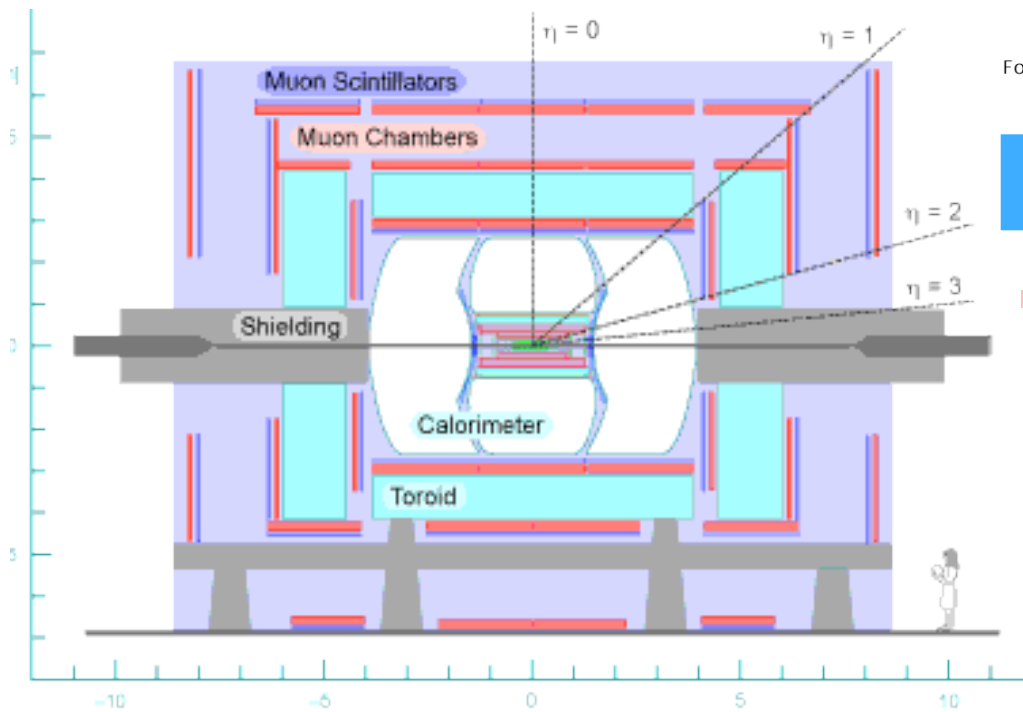 η = 0
η = 1
Fo
Muon Scintillators
Muon Chambers
η = 2
η = 3
Shielding
Calorimeter
Toroid
-10
-5
0
5
10